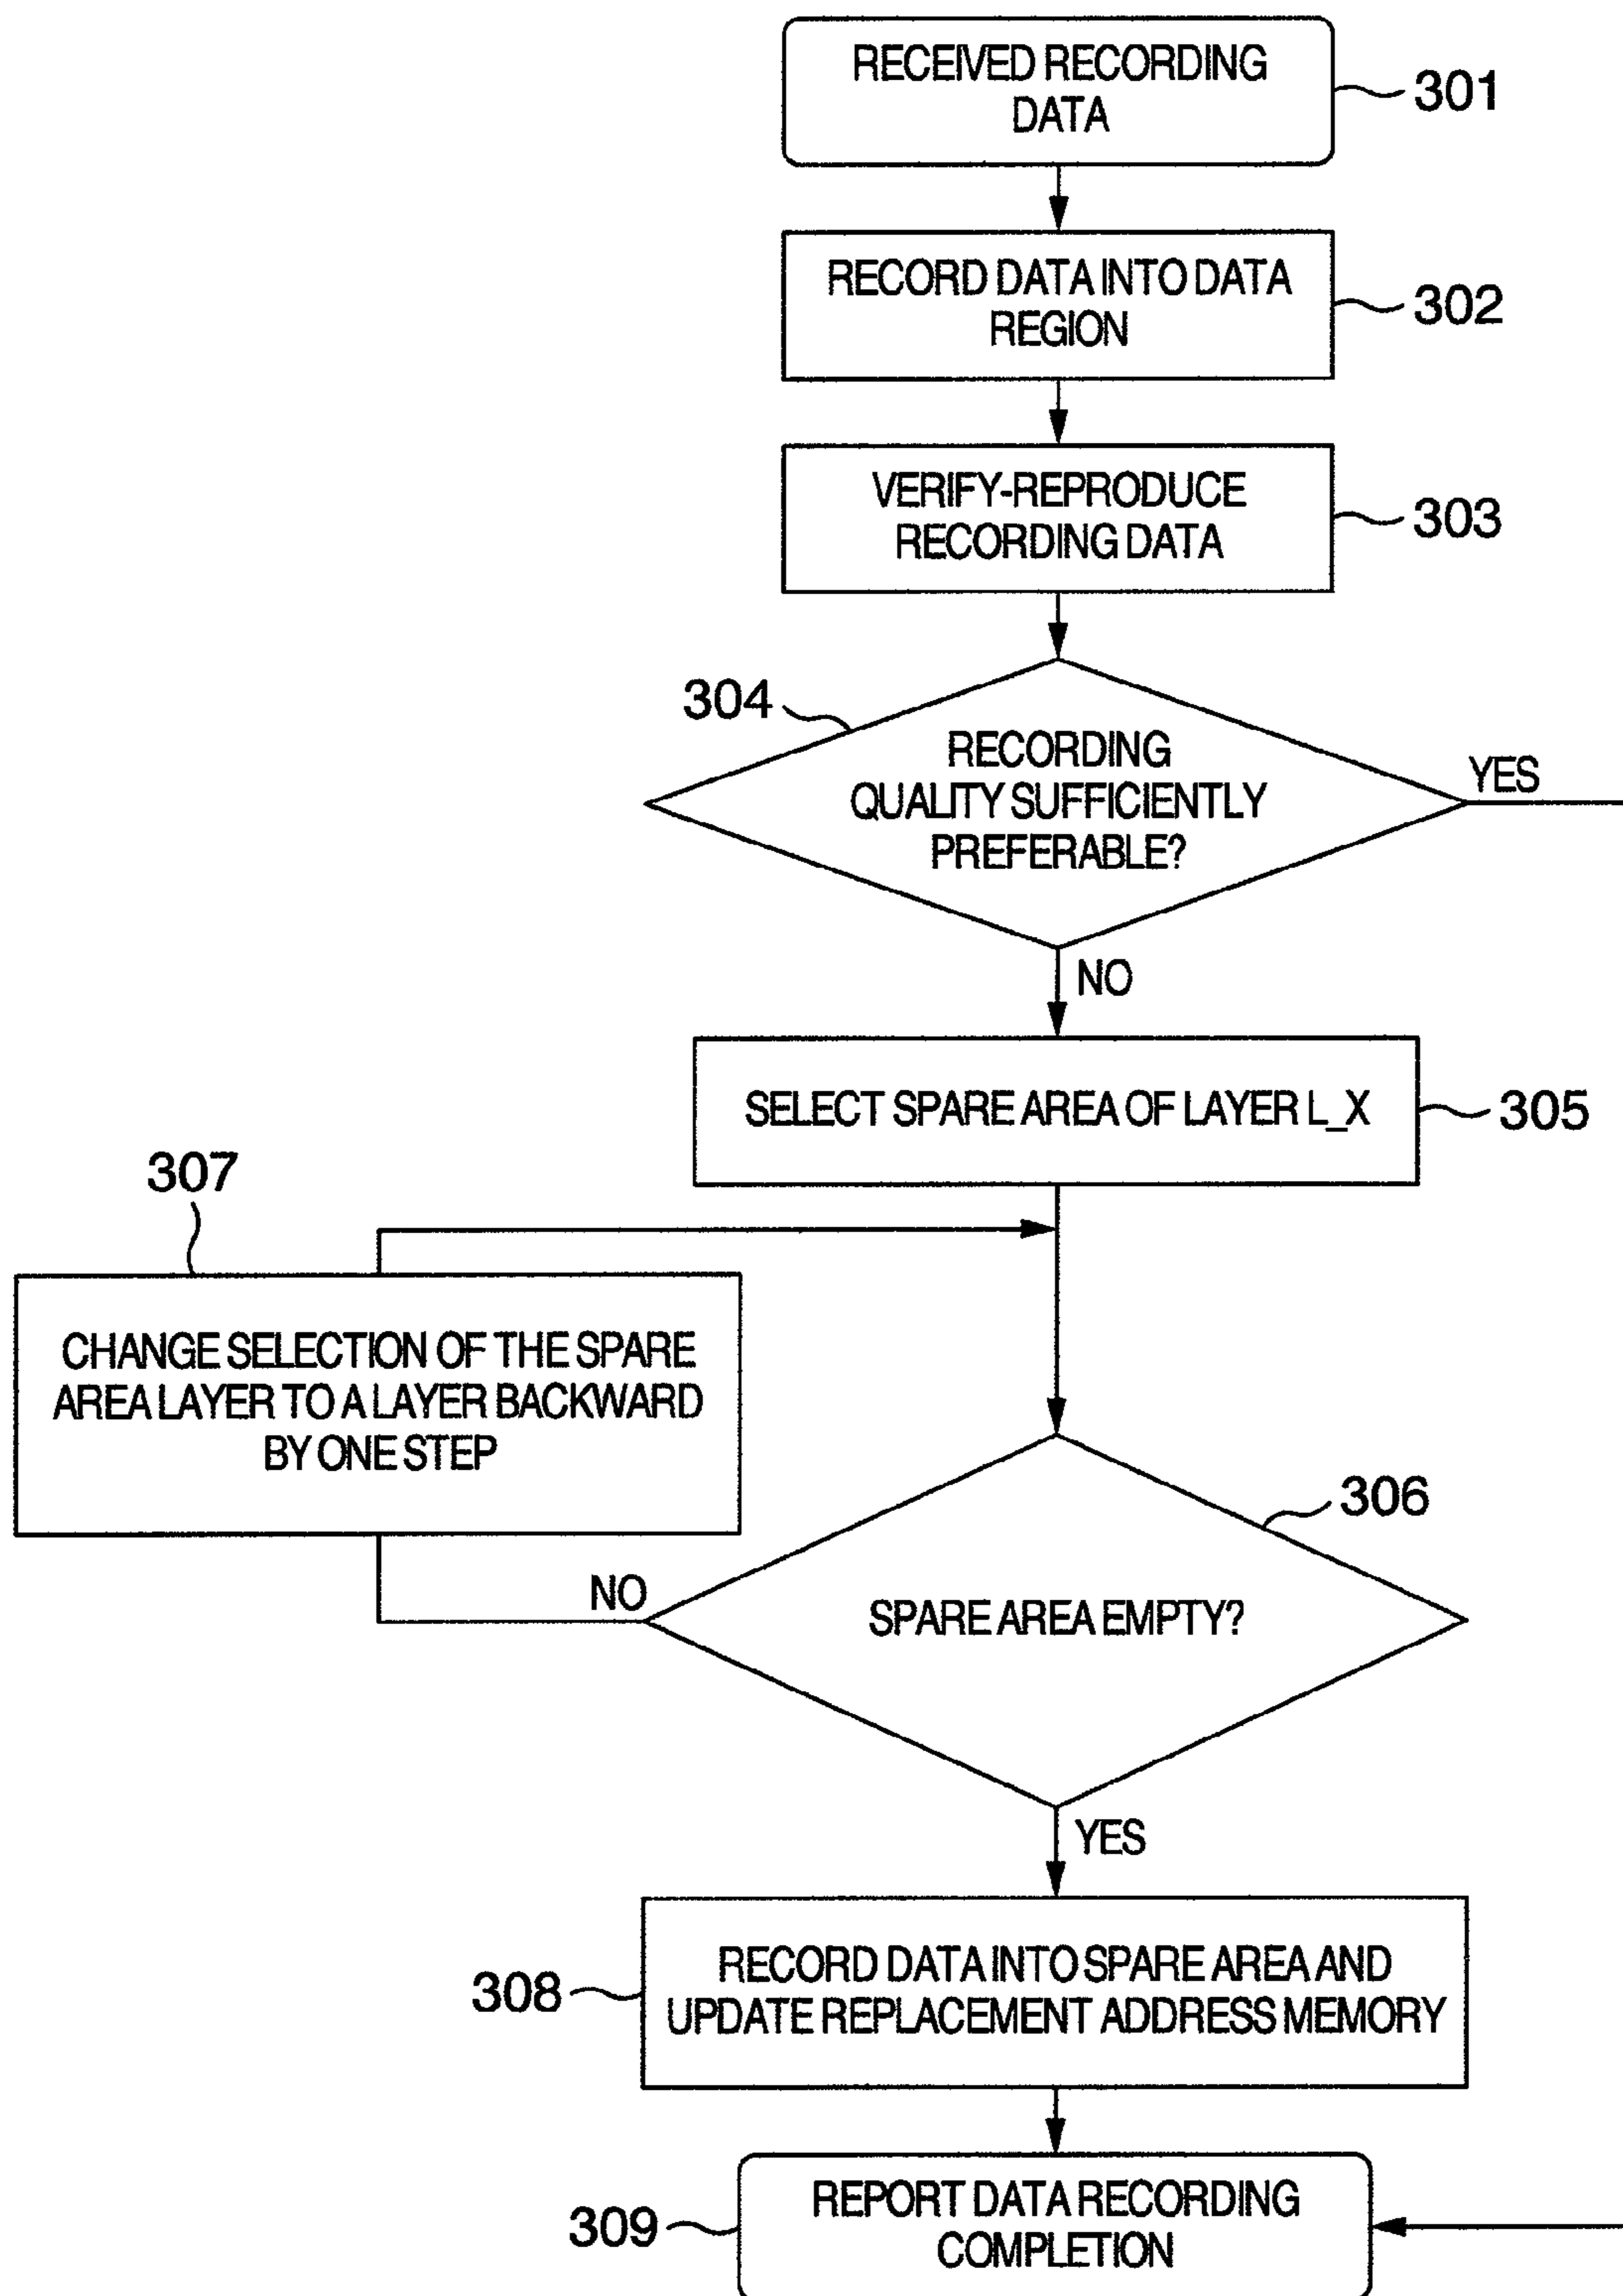 RECEIVED RECORDING
DATA
301
RECORD DATA INTO DATA
REGION
302
VERIFY-REPRODUCE
RECORDING DATA
303
304
RECORDING
QUALITY SUFFICIENTLY
PREFERABLE?
YES
NO
SELECT SPARE AREA OF LAYER L_X
305
307
CHANGE SELECTION OF THE SPARE
AREA LAYER TO A LAYER BACKWARD
BY ONE STEP
306
NO
SPARE AREA EMPTY?
YES
308
RECORD DATA INTO SPARE AREA AND
UPDATE REPLACEMENT ADDRESS MEMORY
309
REPORT DATA RECORDING
COMPLETION